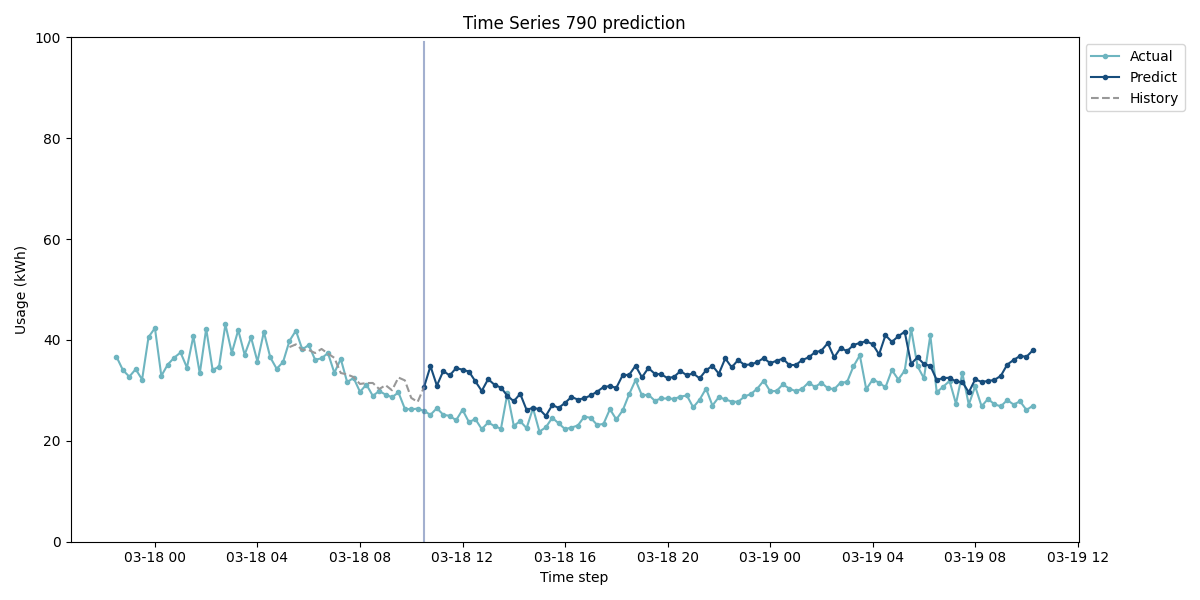 Time Series 790 prediction
Usage (kWh)
100
80
60
40
20
0
03-18 00
03-18 04
03-18 08
03-18 12
03-18 16
03-18 20
03-19 00
03-19 04
03-19 08
03-19 12
Time step
Actual
Predict
History